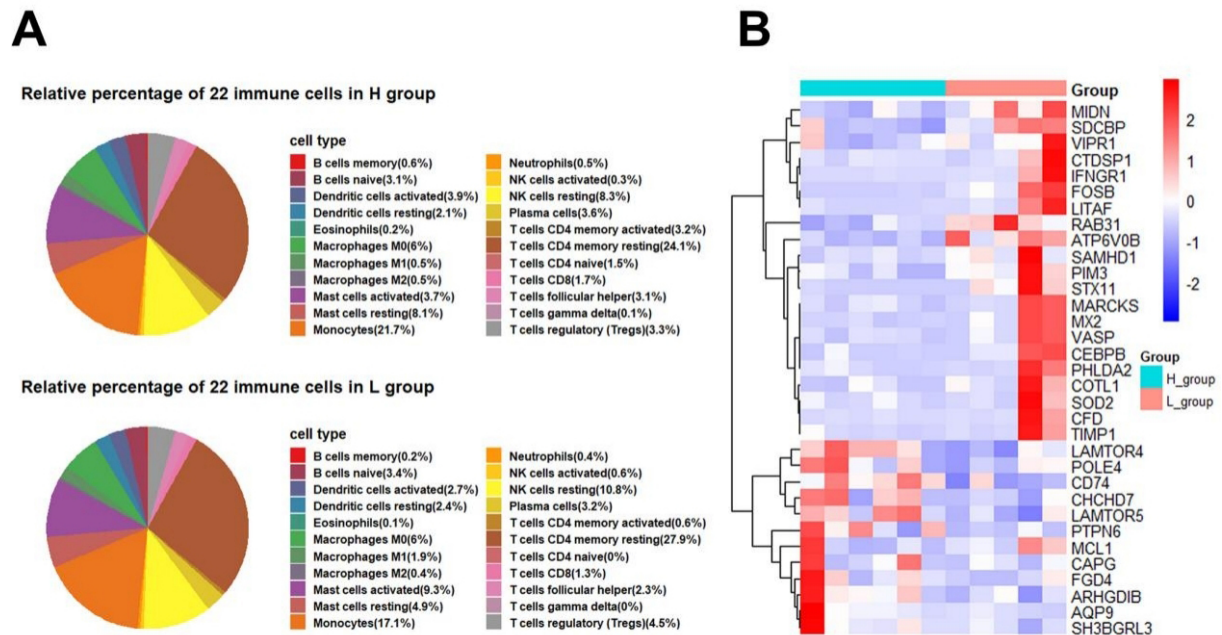 A
B
Relative percentage of 22 immune cells in H group
cell type
B cells memory(0.6%)
B cells naive(3.1%)
Dendritic cells activated(3.9%)
Dendritic cells resting(2.1%)
Eosinophils(0.2%)
Macrophages M0(6%)
Macrophages M1(0.5%)
Macrophages M2(0.5%)
Mast cells activated(3.7%)
Mast cells resting(8.1%)
Monocytes(21.7%)
Neutrophils(0.5%)
NK cells activated(0.3%)
NK cells resting(8.3%)
Plasma cells(3.6%)
T cells CD4 memory activated(3.2%)
T cells CD4 memory resting(24.1%)
T cells CD4 naive(1.5%)
T cells CD8(1.7%)
T cells follicular helper(3.1%)
T cells gamma delta(0.1%)
T cells regulatory (Tregs)(3.3%)
Relative percentage of 22 immune cells in L group
cell type
B cells memory(0.2%)
B cells naive(3.4%)
Dendritic cells activated(2.7%)
Dendritic cells resting(2.4%)
Eosinophils(0.1%)
Macrophages M0(6%)
Macrophages M1(1.9%)
Macrophages M2(0.4%)
Mast cells activated(9.3%)
Mast cells resting(4.9%)
Monocytes(17.1%)
Neutrophils(0.4%)
NK cells activated(0.6%)
NK cells resting(10.8%)
Plasma cells(3.2%)
T cells CD4 memory activated(0.6%)
T cells CD4 memory resting(27.9%)
T cells CD4 naive(0%)
T cells CD8(1.3%)
T cells follicular helper(2.3%)
T cells gamma delta(0%)
T cells regulatory (Tregs)(4.5%)
Group
MIDN
SDCBP
VIPR1
CTDSP1
IFNGR1
FOSB
LITAF
RAB31
ATP6V0B
SAMHD1
PIM3
STX11
MARCKS
MX2
VASP
CEBPB
PHLDA2
COTL1
SOD2
CFD
TIMP1
LAMTOR4
POLE4
CD74
CHCHD7
LAMTOR5
PTPN6
MCL1
CAPG
FGD4
ARHGDIB
AQP9
SH3BGRL3
2
1
0
-1
-2
Group
H_group
L_group